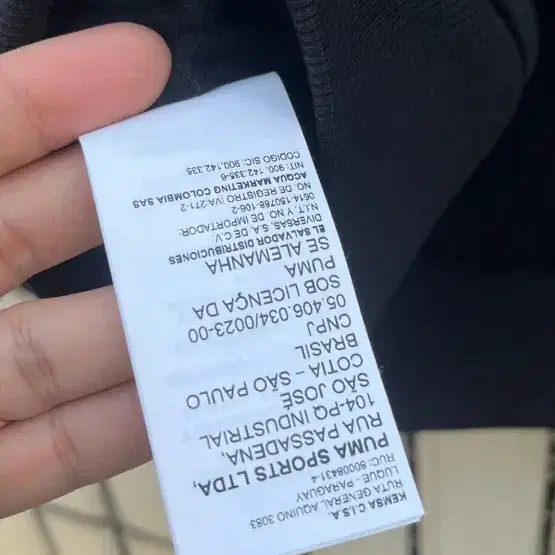 KEMSA C.I.S.A.
RUTA GENERAL AQUINO 3083
LUQUE - PARAGUAY
RUC: 80008431-4
PUMA SPORTS LTDA,
RUA PASSADENA,
104-PQ INDUSTRIAL
SÃO JOSÉ
COTIA – SÃO PAULO
BRASIL
CNPJ
05.406.034/0023-00
SOB LICENÇA DA
PUMA
SE ALEMANHA
EL SALVADOR DISTRIBUCIONES
DIVERSAS, S.A. DE C.V.
N.I.T. Y NO. DE IMPORTADOR:
0614-150788-106-2
NO. DE REGISTRO IVA:271-2
ACQUA MARKETING COLOMBIA SAS
NIT: 900. 142.335-6
CODIGO SIC: 900.142.335